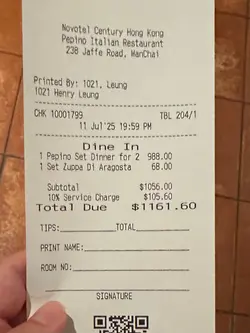 Novotel Century Hong Kong
Pepino Italian Restaurant
238 Jaffe Road, WanChai
Printed By: 1021, Leung
1021 Henry Leung
CHK 10001799 TBL 204/1
11 Jul'25 19:59 PM
Dine In
1 Pepino Set Dinner for 2 988.00
1 Set Zuppa Di Aragosta 68.00
Subtotal $1056.00
10% Service Charge $105.60
Total Due $1161.60
TIPS:________TOTAL________
PRINT NAME:________
ROOM NO:________
SIGNATURE